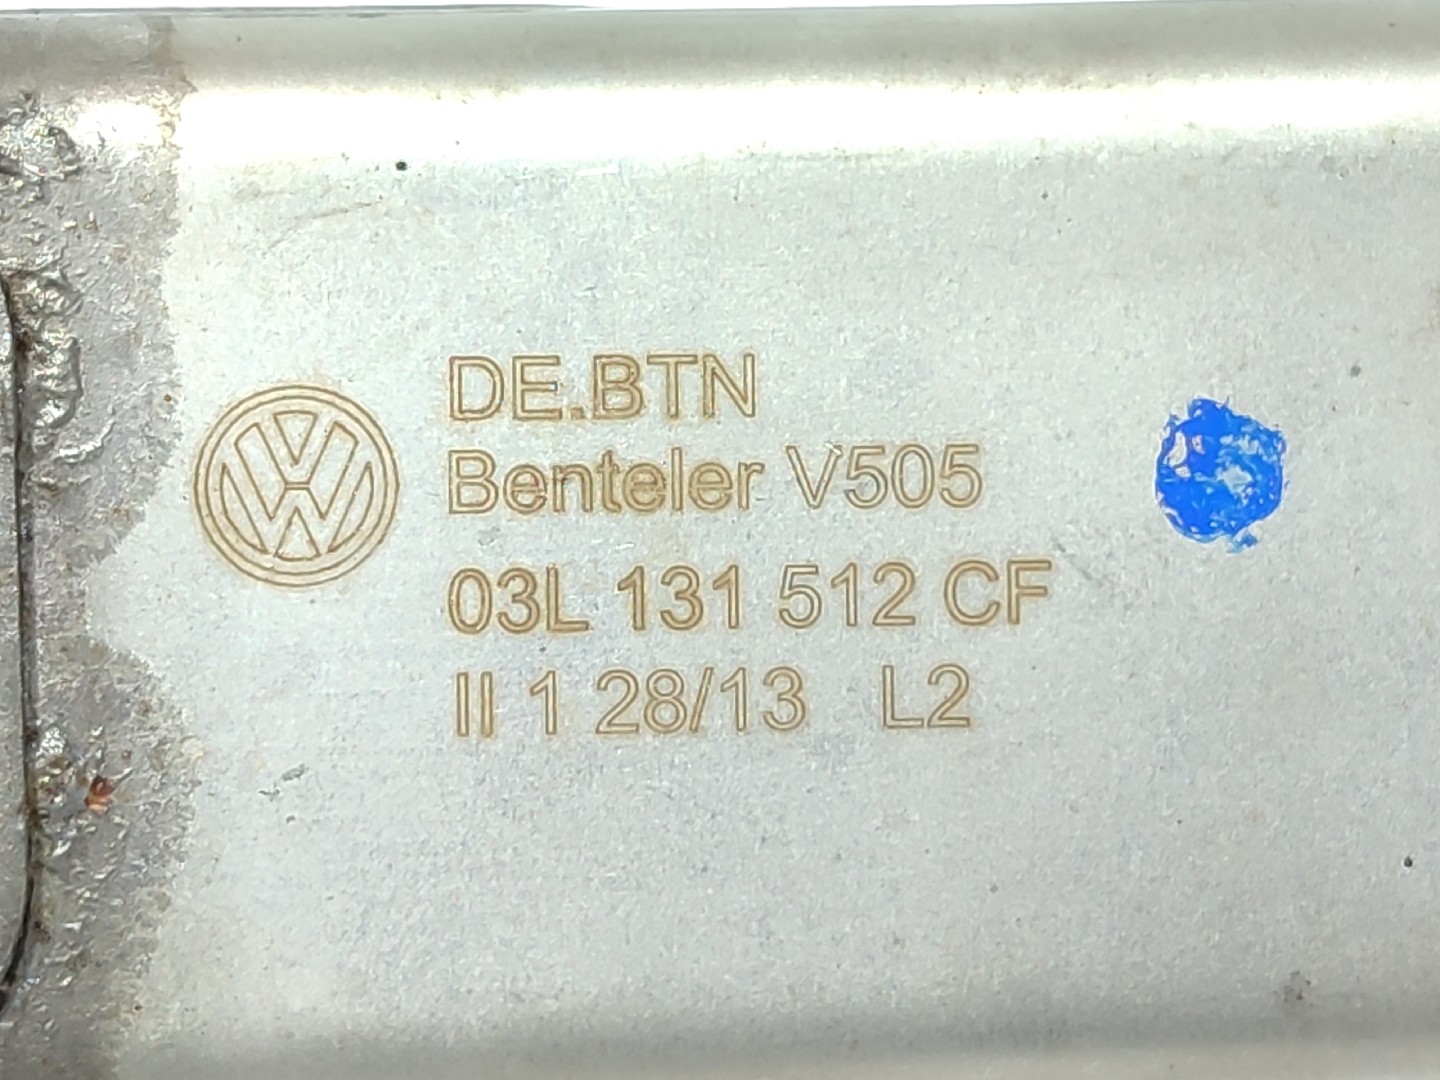 DE.BTN
Benteler V505
03L 131 512 CF
II 1 28/13 L2